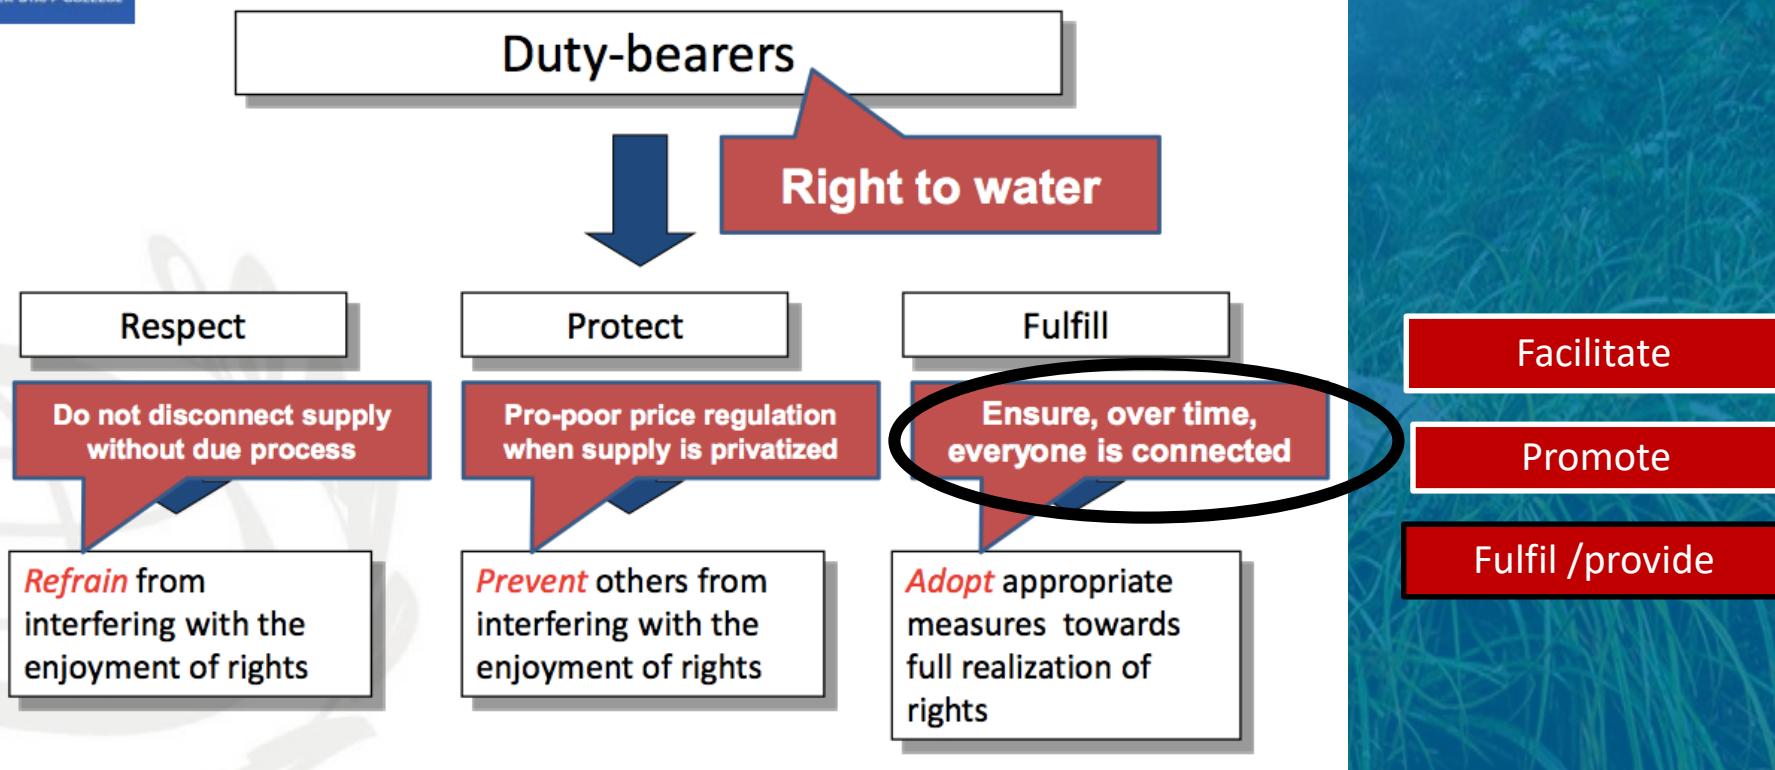 Duty-bearers
Right to water
Respect
Protect
Fulfill
Do not disconnect supply
without due process
Pro-poor price regulation
when supply is privatized
Ensure, over time,
everyone is connected
Refrain from
interfering with the
enjoyment of rights
Prevent others from
interfering with the
enjoyment of rights
Adopt appropriate
measures towards
full realization of
rights
Facilitate
Promote
Fulfil /provide